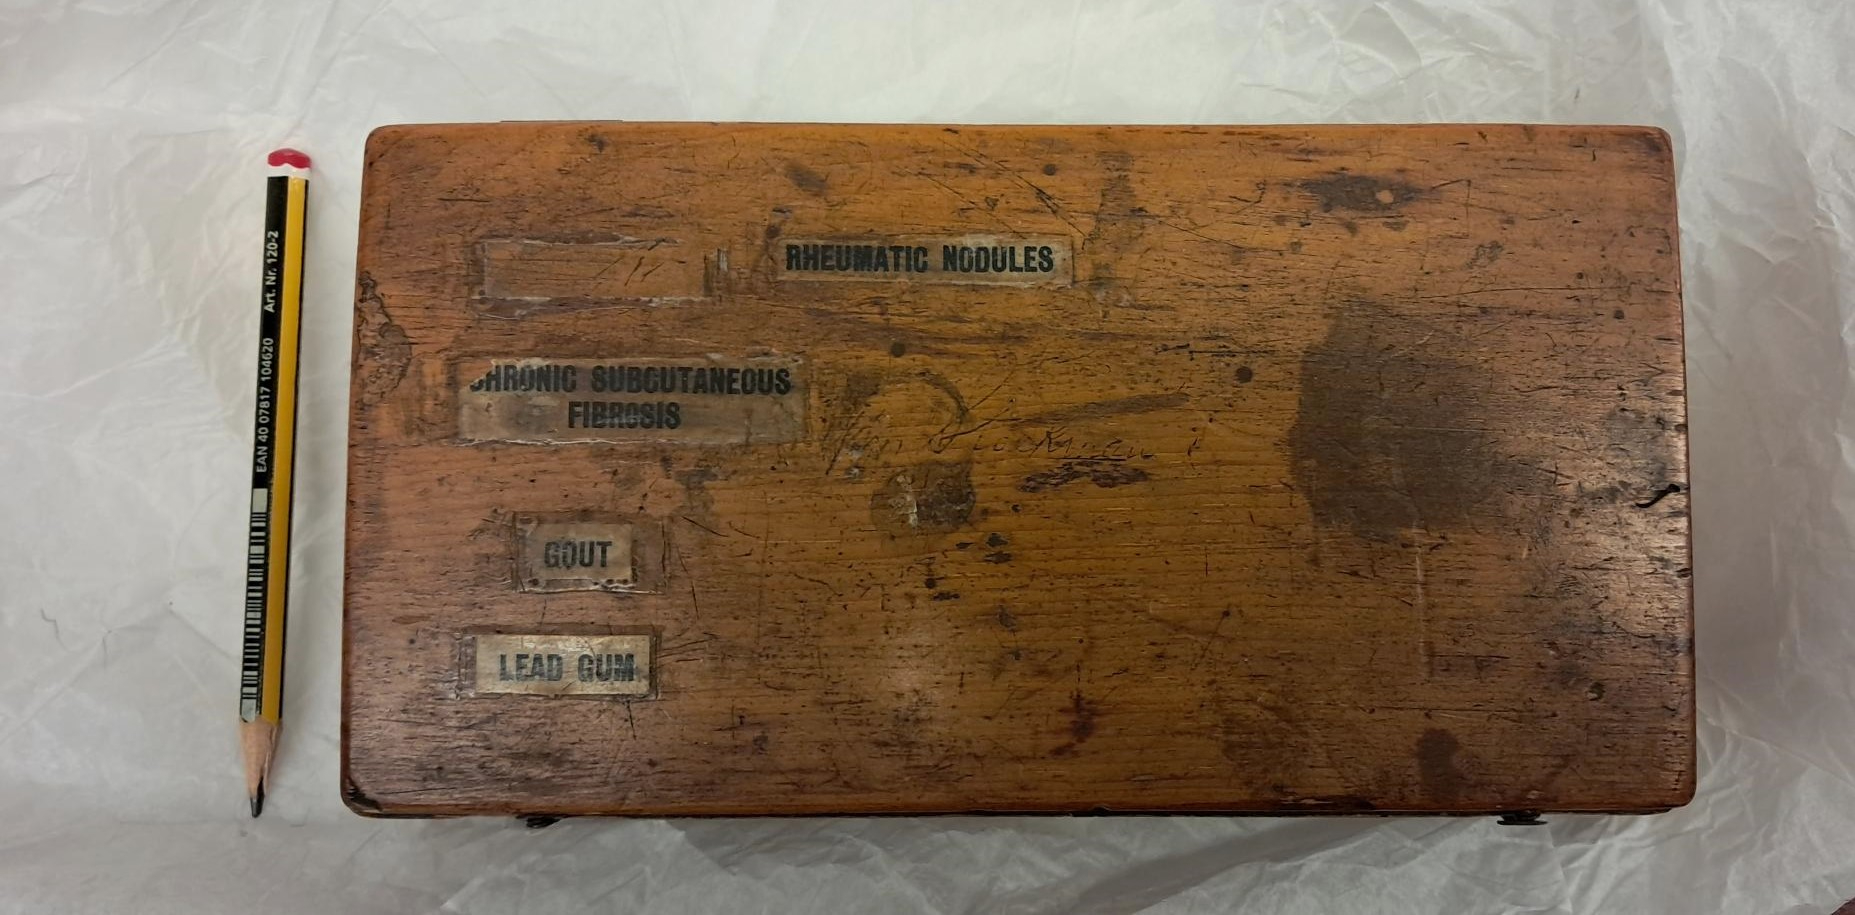 RHEUMATIC NODULES
CHRONIC SUBCUTANEOUS
FIBROSIS
GOUT
LEAD GUM
EAN 40 07817 104620 Art. Nr. 120-2